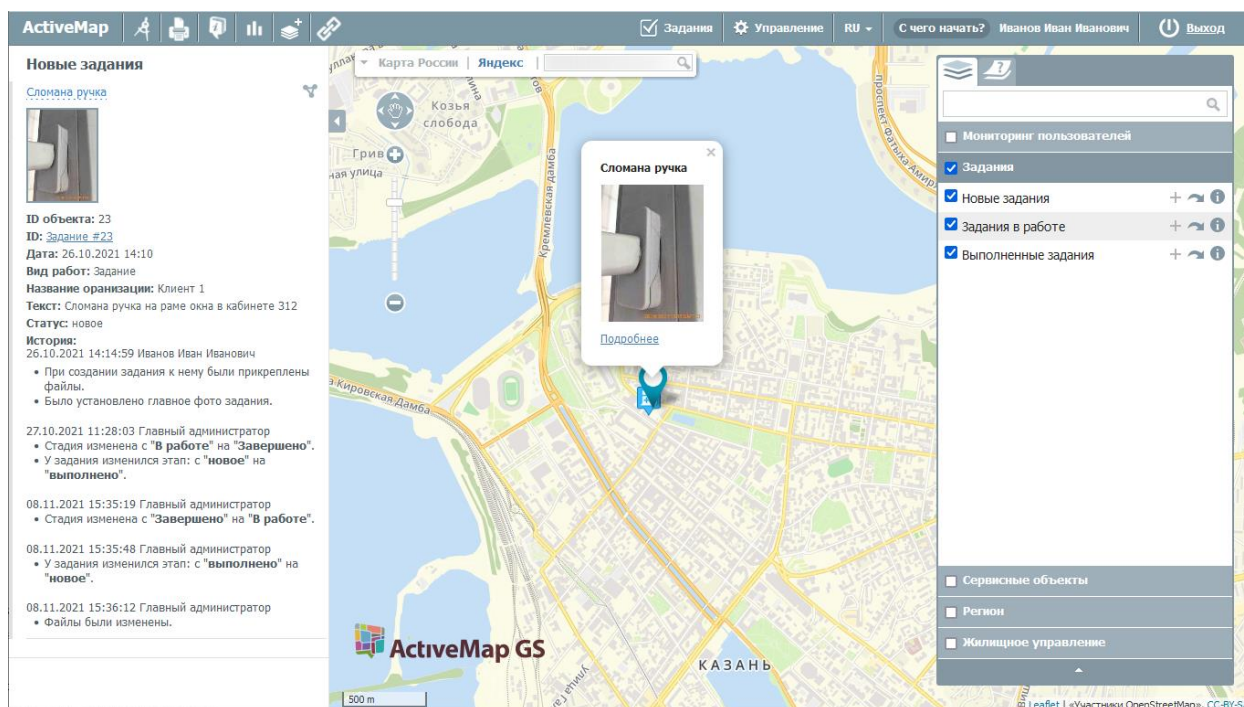 ActiveMap
Задания
Управление
RU
С чего начать?
Иванов Иван Иванович
Выход
Новые задания
Сломана ручка
ID объекта: 23
ID: Задание #23
Дата: 26.10.2021 14:10
Вид работ: Задание
Название оранизации: Клиент 1
Текст: Сломана ручка на раме окна в кабинете 312
Статус: новое
История:
26.10.2021 14:14:59 Иванов Иван Иванович
• При создании задания к нему были прикреплены
файлы.
• Было установлено главное фото задания.
27.10.2021 11:28:03 Главный администратор
• Стадия изменена с "В работе" на "Завершено".
• У задания изменился этап: с "новое" на
"выполнено".
08.11.2021 15:35:19 Главный администратор
• Стадия изменена с "Завершено" на "В работе".
08.11.2021 15:35:48 Главный администратор
• У задания изменился этап: с "выполнено" на
"новое".
08.11.2021 15:36:12 Главный администратор
• Файлы были изменены.
Карта России | Яндекс |
Козья
слобода
Грив
ная улица
Кремлевская дамба
проспект Фатыха Амир
а Кировская Дамба
Сломана ручка
Подробнее
КАЗАНЬ
ActiveMap GS
500 m
Мониторинг пользователей
Задания
Новые задания
Задания в работе
Выполненные задания
Сервисные объекты
Регион
Жилищное управление
Leaflet | «Участники OpenStreetMap», CC-BY-S